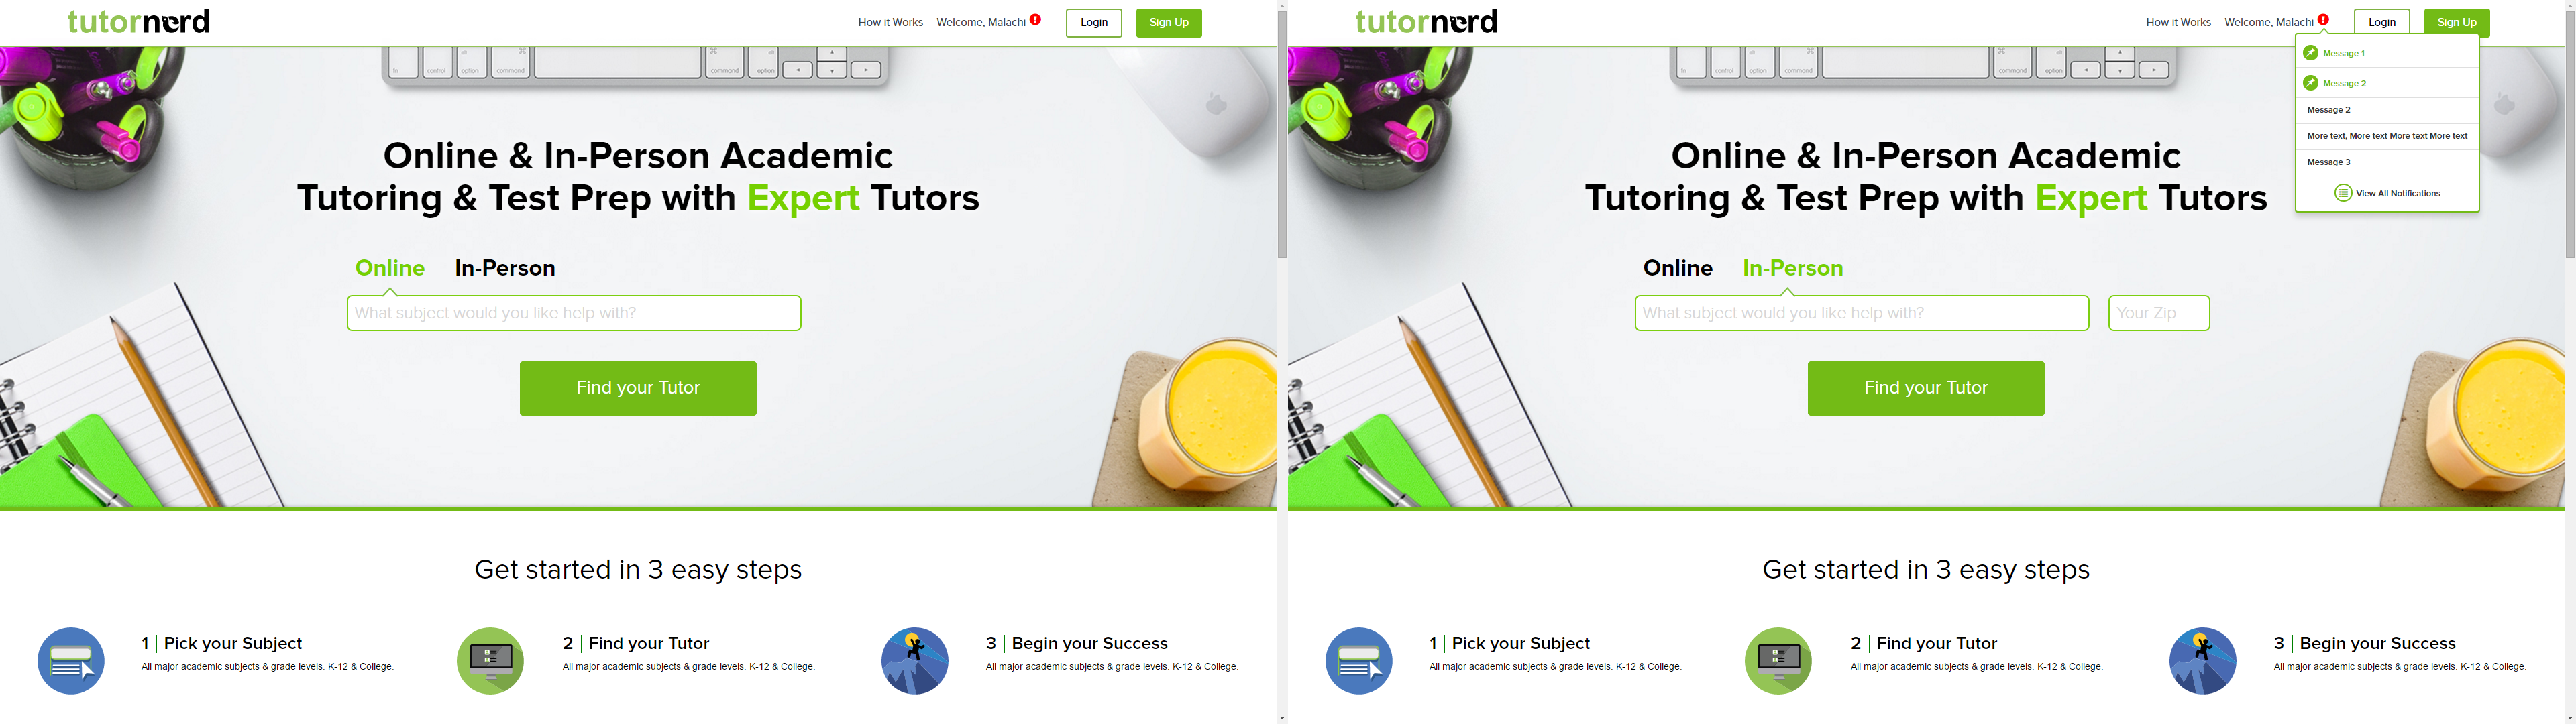 tutornerd
How it Works
Welcome, Malachi
Login
Sign Up
fn control option command command option
Online & In-Person Academic
Tutoring & Test Prep with Expert Tutors
Online In-Person
What subject would you like help with?
Find your Tutor
Get started in 3 easy steps
1 Pick your Subject
All major academic subjects & grade levels. K-12 & College.
2 Find your Tutor
All major academic subjects & grade levels. K-12 & College.
3 Begin your Success
All major academic subjects & grade levels. K-12 & College.
tutornerd
How it Works
Welcome, Malachi
Login
Sign Up
Message 1
Message 2
Message 2
More text, More text More text More text
Message 3
View All Notifications
fn control option command command option
Online & In-Person Academic
Tutoring & Test Prep with Expert Tutors
Online In-Person
What subject would you like help with?
Your Zip
Find your Tutor
Get started in 3 easy steps
1 Pick your Subject
All major academic subjects & grade levels. K-12 & College.
2 Find your Tutor
All major academic subjects & grade levels. K-12 & College.
3 Begin your Success
All major academic subjects & grade levels. K-12 & College.